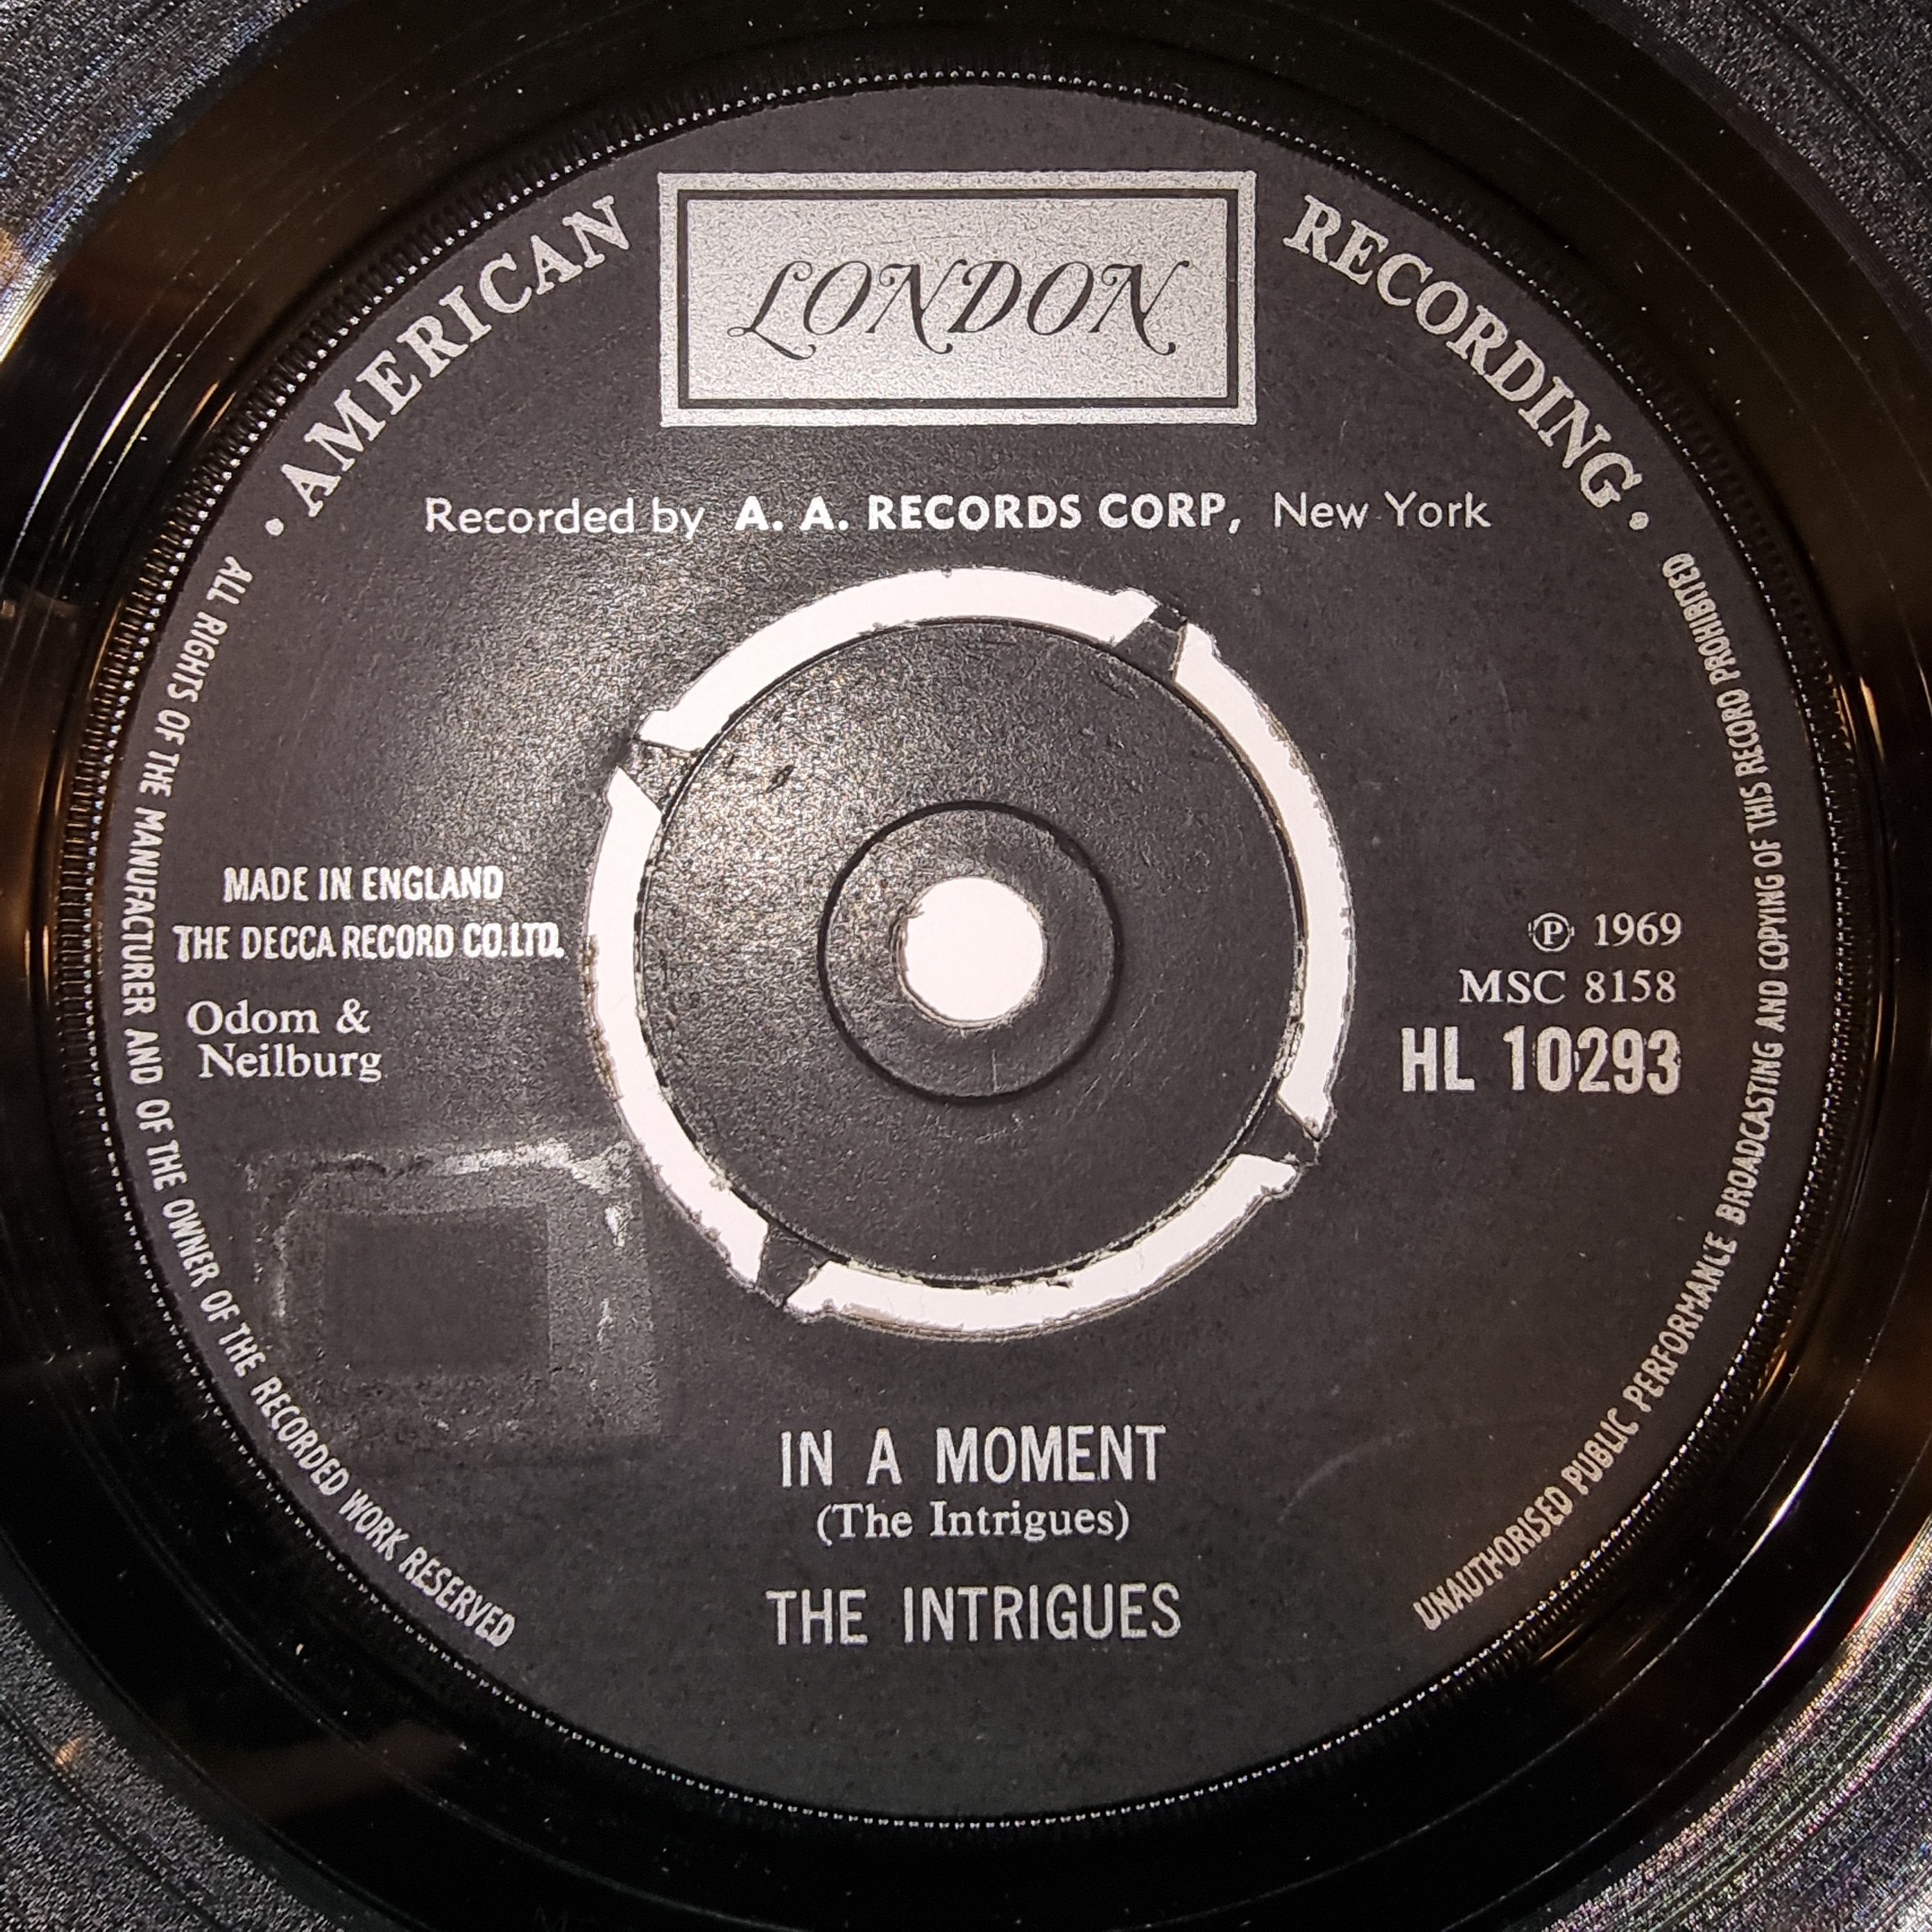 • AMERICAN RECORDING •
LONDON
Recorded by A. A. RECORDS CORP, New York
MADE IN ENGLAND
THE DECCA RECORD CO.LTD.
Odom &
Neilburg
Ⓟ 1969
MSC 8158
HL 10293
IN A MOMENT
(The Intrigues)
THE INTRIGUES
ALL RIGHTS OF THE MANUFACTURER AND OF THE OWNER OF THE RECORDED WORK RESERVED
UNAUTHORISED PUBLIC PERFORMANCE BROADCASTING AND COPYING OF THIS RECORD PROHIBITED